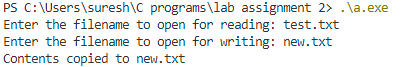 PS C:\Users\suresh\C programs\lab assignment 2> .\a.exe
Enter the filename to open for reading: test.txt
Enter the filename to open for writing: new.txt
Contents copied to new.txt